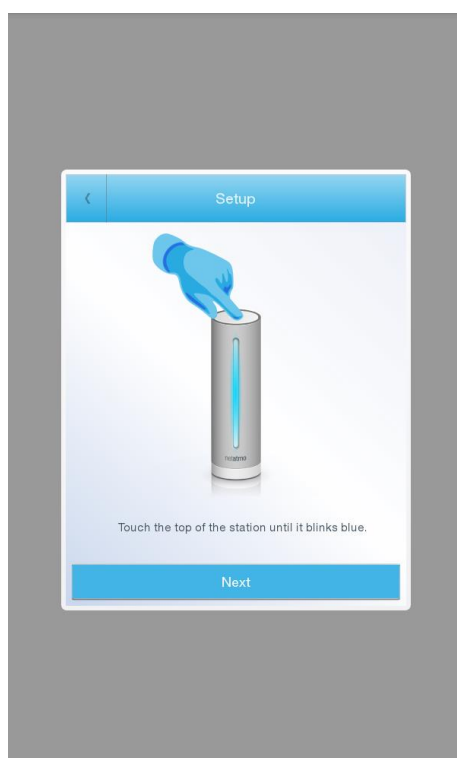 Setup
netatmo
Touch the top of the station until it blinks blue.
Next